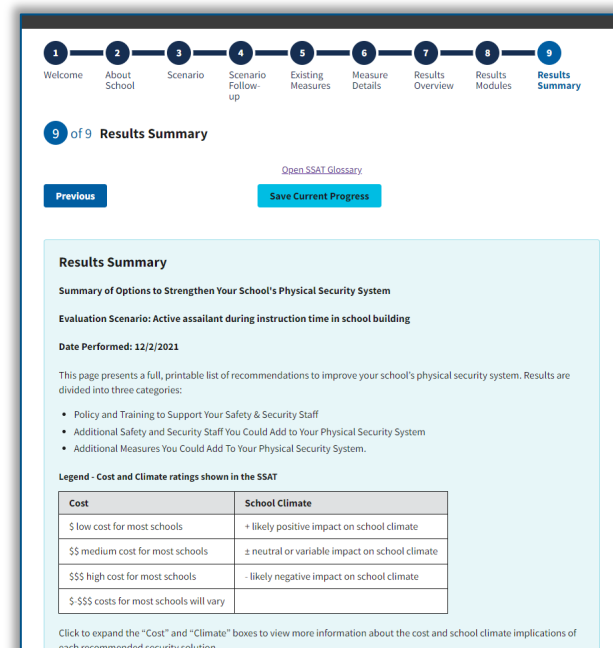 1 2 3 4 5 6 7 8 9
Welcome About Scenario Scenario Existing Measure Results Results Results
School Follow- Measures Details Overview Modules Summary
up
9 of 9 Results Summary
Open SSAT Glossary
Previous Save Current Progress
Results Summary
Summary of Options to Strengthen Your School's Physical Security System
Evaluation Scenario: Active assailant during instruction time in school building
Date Performed: 12/2/2021
This page presents a full, printable list of recommendations to improve your school's physical security system. Results are
divided into three categories:
• Policy and Training to Support Your Safety & Security Staff
• Additional Safety and Security Staff You Could Add to Your Physical Security System
• Additional Measures You Could Add To Your Physical Security System.
Legend - Cost and Climate ratings shown in the SSAT
Cost School Climate
$ low cost for most schools + likely positive impact on school climate
$$ medium cost for most schools ± neutral or variable impact on school climate
$$$ high cost for most schools - likely negative impact on school climate
$-$$$ costs for most schools will vary
Click to expand the “Cost” and “Climate” boxes to view more information about the cost and school climate implications of
each recommended security solution